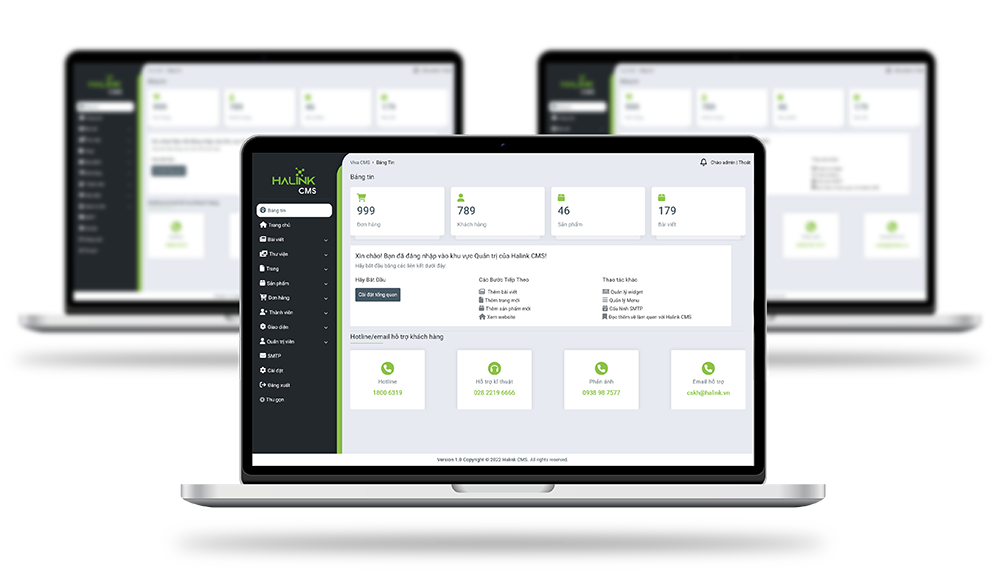 HALINK
CMS
Viva CMS • Bảng Tin
Chào admin | Thoát
Bảng tin
Bảng tin
Trang chủ
Bài viết
Thư viện
Trang
Sản phẩm
Đơn hàng
Thành viên
Giao diện
Quản trị viên
SMTP
Cài đặt
Đăng xuất
Thu gọn
999
Đơn hàng
789
Khách hàng
46
Sản phẩm
179
Bài viết
Xin chào! Bạn đã đăng nhập vào khu vực Quản trị của Halink CMS!
Hãy bắt đầu bằng các liên kết dưới đây:
Hãy Bắt Đầu
Cài đặt tổng quan
Các Bước Tiếp Theo
Thêm bài viết
Thêm trang mới
Thêm sản phẩm mới
Xem website
Thao tác khác
Quản lý widget
Quản lý Menu
Cấu hình SMTP
Đọc thêm về làm quen với Halink CMS
Hotline/email hỗ trợ khách hàng
Hotline
1800 6319
Hỗ trợ kĩ thuật
028 2219 6666
Phản ánh
0938 98 7577
Email hỗ trợ
cskh@halink.vn
Version 1.0 Copyright © 2022 Halink CMS. All rights reserved.